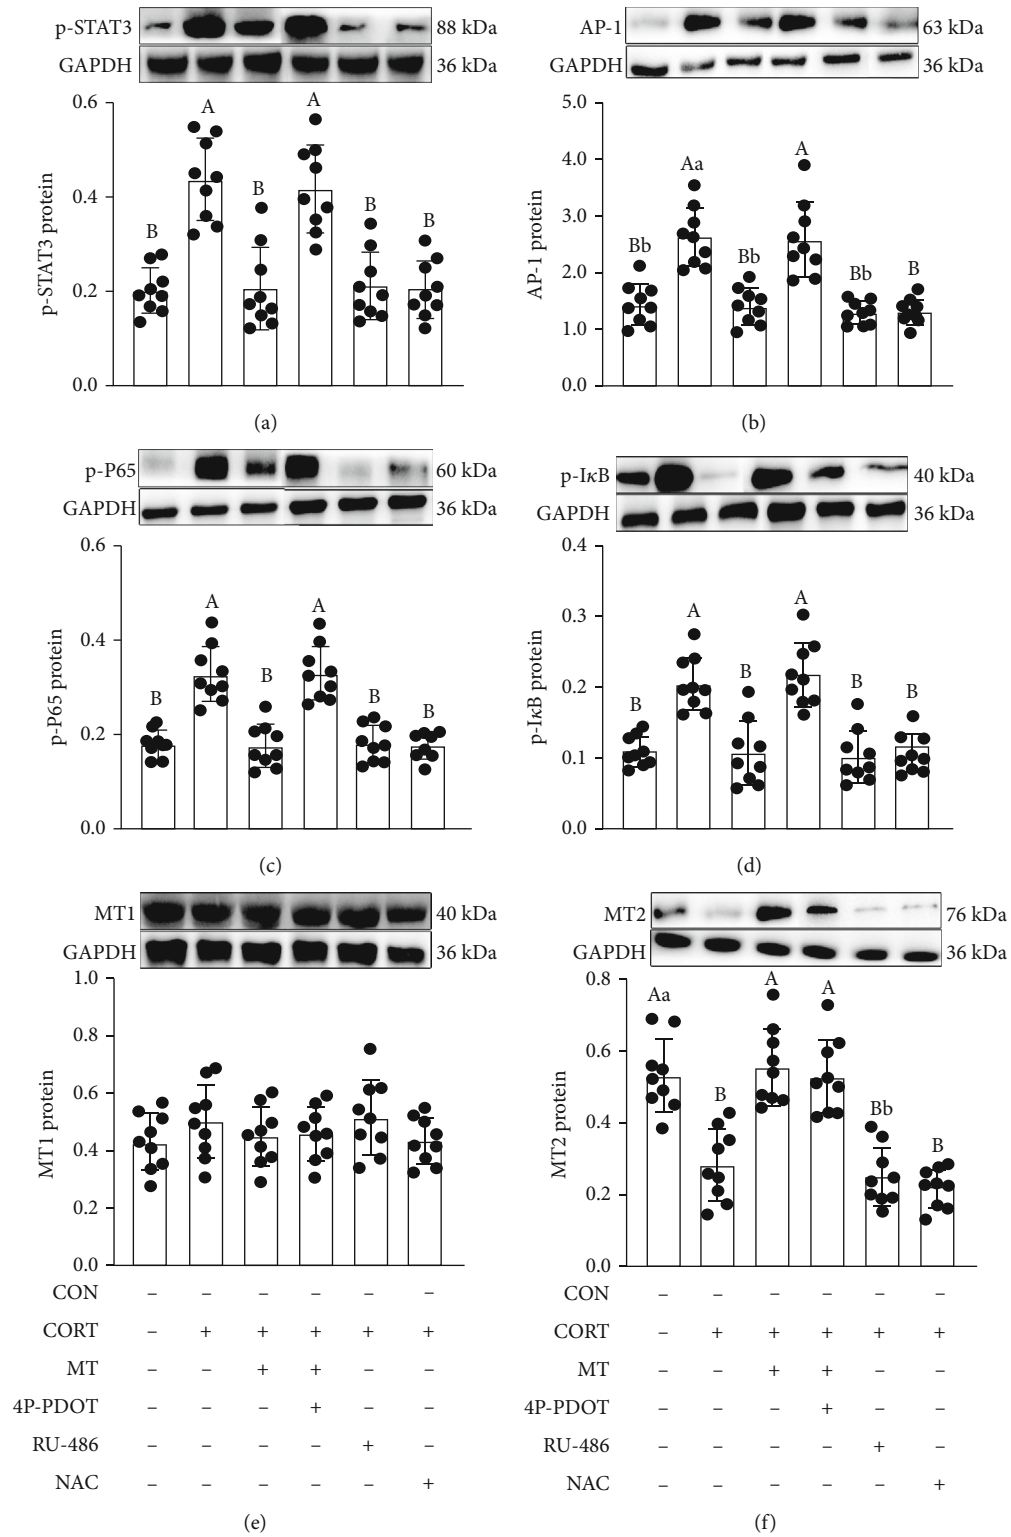 p-STAT3 88 kDa
GAPDH 36 kDa
0.6
0.4
0.2
0.0
p-STAT3 protein
B A B A B B
(a)
AP-1 63 kDa
GAPDH 36 kDa
5.0
4.0
3.0
2.0
1.0
0.0
AP-1 protein
Bb Aa Bb A Bb B
(b)
p-P65 60 kDa
GAPDH 36 kDa
0.6
0.4
0.2
0.0
p-P65 protein
B A B A B B
(c)
p-IκB 40 kDa
GAPDH 36 kDa
0.4
0.3
0.2
0.1
0.0
p-IκB protein
B A B A B B
(d)
MT1 40 kDa
GAPDH 36 kDa
1.0
0.8
0.6
0.4
0.2
0.0
MT1 protein
CON – – – – – –
CORT – + + + + +
MT – – + + – –
4P-PDOT – – – + – –
RU-486 – – – – + –
NAC – – – – – +
(e)
MT2 76 kDa
GAPDH 36 kDa
0.8
0.6
0.4
0.2
0.0
MT2 protein
Aa B A A Bb B
CON – – – – – –
CORT – + + + + +
MT – – + + – –
4P-PDOT – – – + – –
RU-486 – – – – + –
NAC – – – – – +
(f)